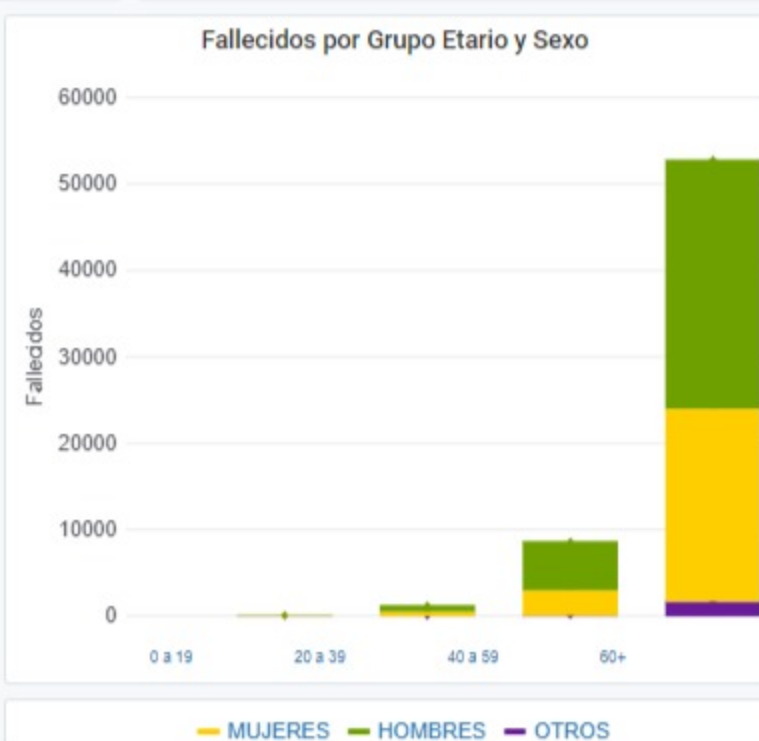 Fallecidos por Grupo Etario y Sexo
60000
50000
40000
30000
20000
10000
0
Fallecidos
0 a 19 20 a 39 40 a 59 60+
MUJERES HOMBRES OTROS